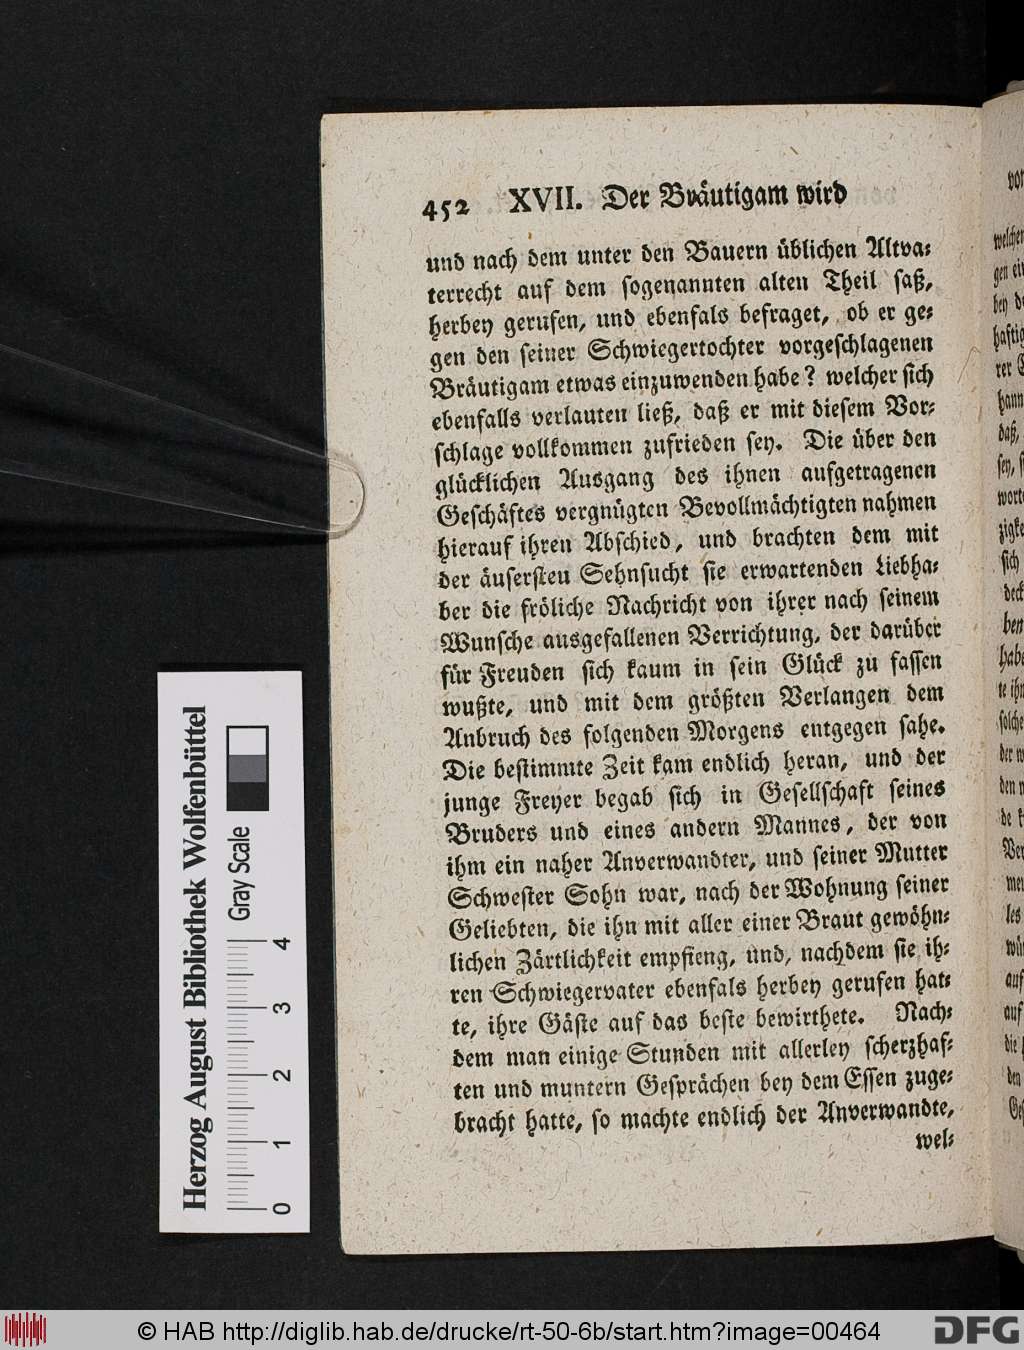 452 XVII. Der Bräutigam wird
und nach dem unter den Bauern üblichen Altva⸗
terrecht auf dem sogenannten alten Theil saß,
herbey gerufen, und ebenfals befraget, ob er ge⸗
gen den seiner Schwiegertochter vorgeschlagenen
Bräutigam etwas einzuwenden habe? welcher sich
ebenfalls verlauten ließ, daß er mit diesem Vor⸗
schlage vollkommen zufrieden sey. Die über den
glücklichen Ausgang des ihnen aufgetragenen
Geschäftes vergnügten Bevollmächtigten nahmen
hierauf ihren Abschied, und brachten dem mit
der äusersten Sehnsucht sie erwartenden Liebha⸗
ber die fröliche Nachricht von ihrer nach seinem
Wunsche ausgefallenen Verrichtung, der darüber
für Freuden sich kaum in sein Glück zu fassen
wußte, und mit dem größten Verlangen dem
Anbruch des folgenden Morgens entgegen sahe.
Die bestimmte Zeit kam endlich heran, und der
junge Freyer begab sich in Gesellschaft seines
Bruders und eines andern Mannes, der von
ihm ein naher Anverwandter, und seiner Mutter
Schwester Sohn war, nach der Wohnung seiner
Geliebten, die ihn mit aller einer Braut gewöhn⸗
lichen Zärtlichkeit empfieng, und, nachdem sie ih⸗
ren Schwiegervater ebenfals herbey gerufen hat⸗
te, ihre Gäste auf das beste bewirthete. Nach⸗
dem man einige Stunden mit allerley scherzhaf⸗
ten und muntern Gesprächen bey dem Essen zuge⸗
bracht hatte, so machte endlich der Anverwandte,
wel⸗
Herzog August Bibliothek Wolfenbüttel
Gray Scale
0 1 2 3 4
© HAB http://diglib.hab.de/drucke/rt-50-6b/start.htm?image=00464
DFG